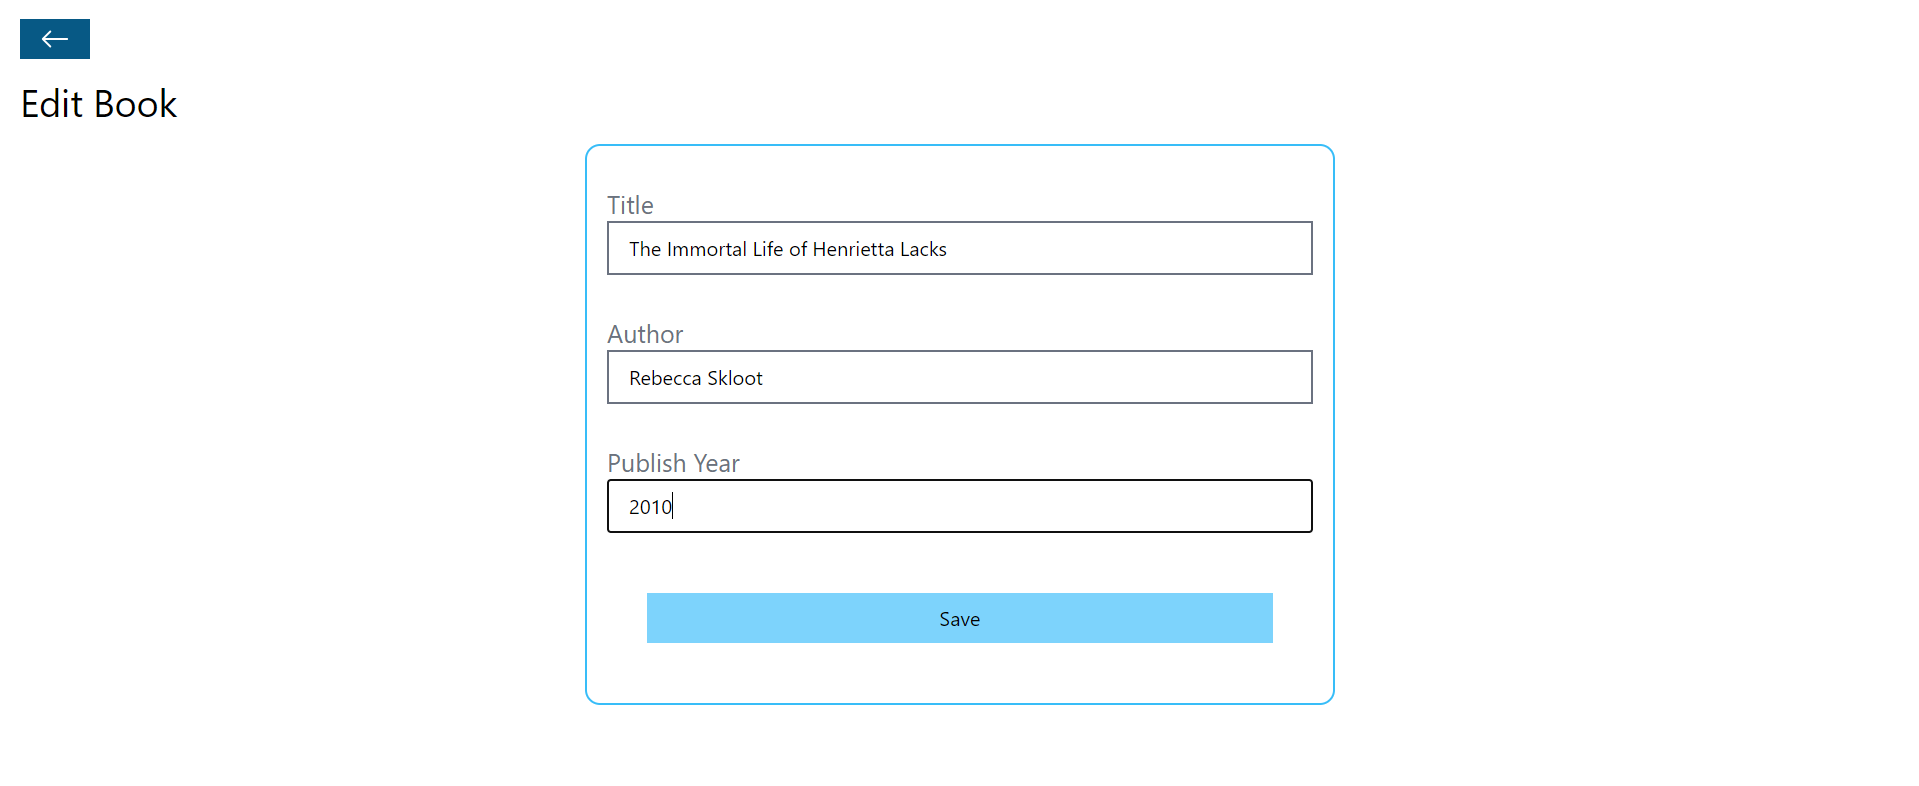 Edit Book
Title
The Immortal Life of Henrietta Lacks
Author
Rebecca Skloot
Publish Year
2010
Save